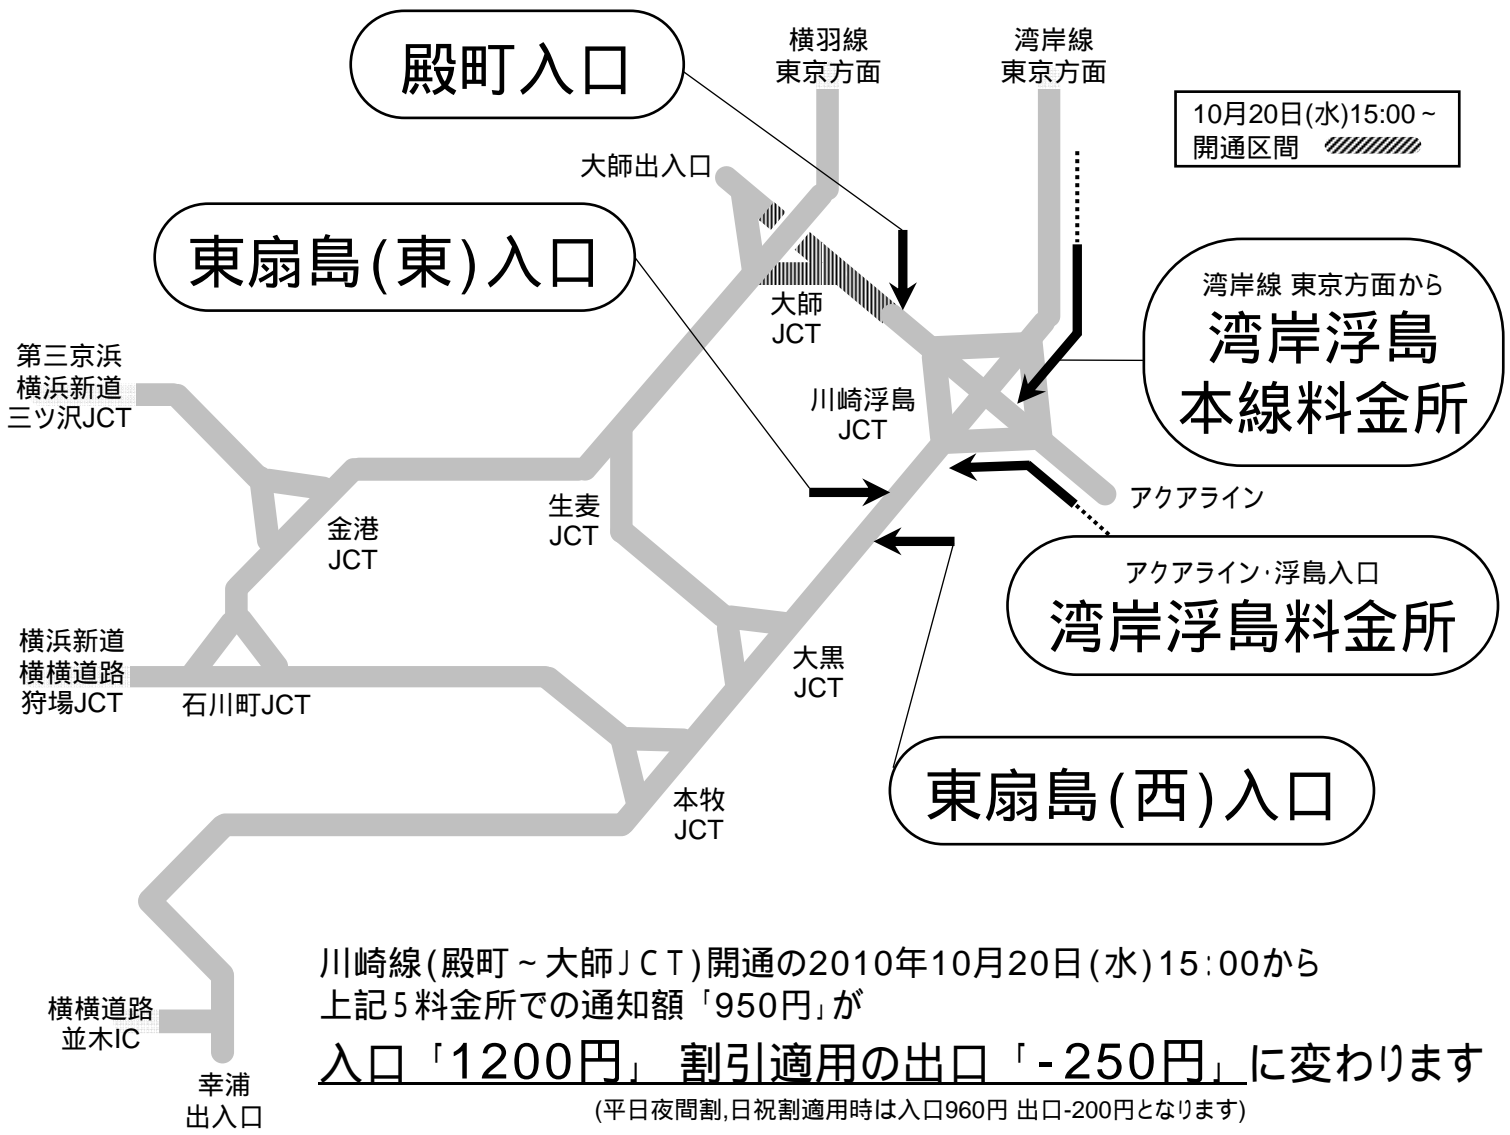 殿町入口
横羽線
東京方面
湾岸線
東京方面
10月20日(水)15:00～
開通区間
大師出入口
東扇島(東)入口
大師
JCT
湾岸線 東京方面から
湾岸浮島
本線料金所
第三京浜
横浜新道
三ツ沢JCT
川崎浮島
JCT
アクアライン
生麦
JCT
金港
JCT
アクアライン・浮島入口
湾岸浮島料金所
横浜新道
横横道路
狩場JCT
石川町JCT
大黒
JCT
東扇島(西)入口
本牧
JCT
川崎線(殿町～大師JCT)開通の2010年10月20日(水)15:00から
上記5料金所での通知額「950円」が
入口「1200円」 割引適用の出口「-250円」に変わります
(平日夜間割,日祝割適用時は入口960円 出口-200円となります)
横横道路
並木IC
幸浦
出入口